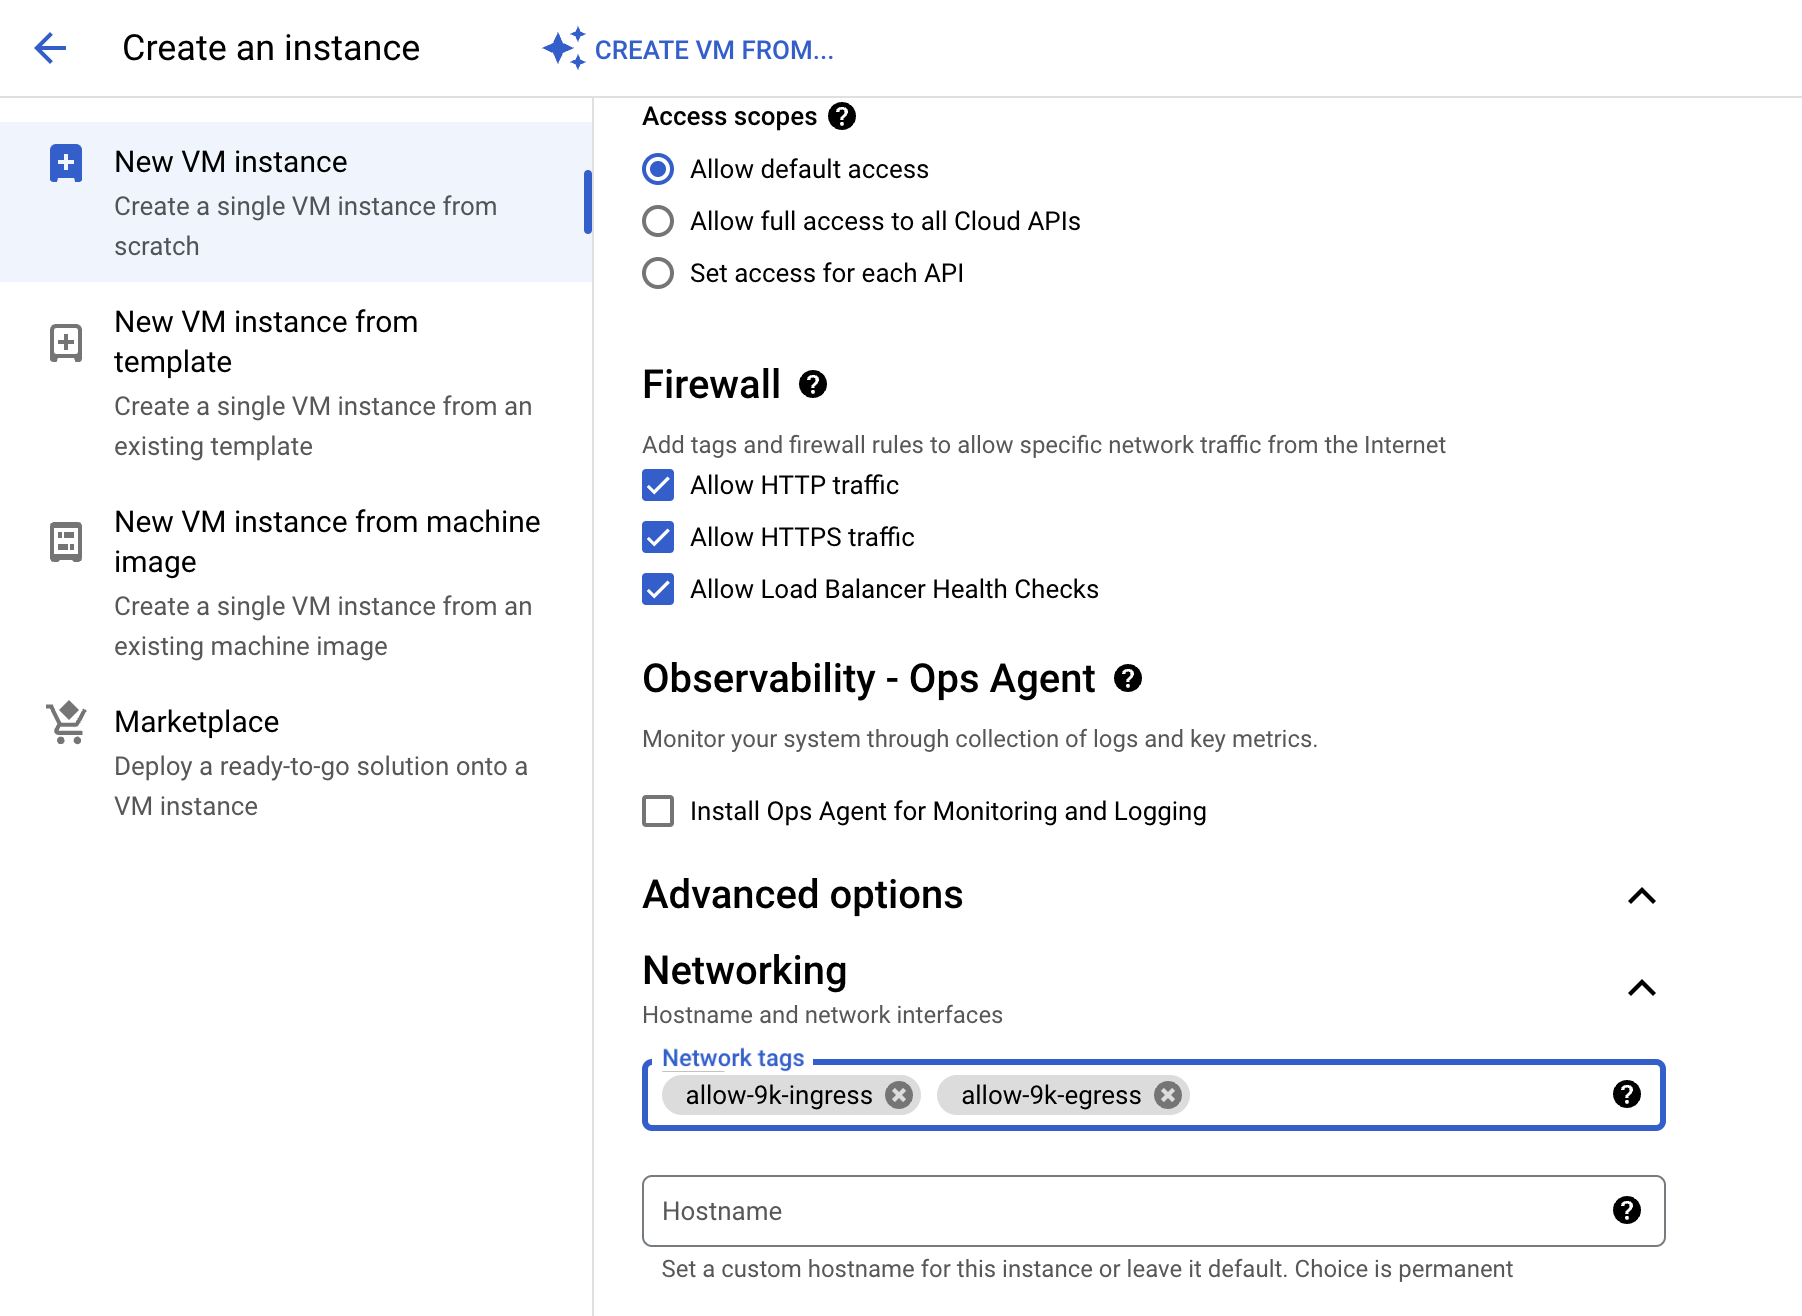 Create an instance
CREATE VM FROM...
New VM instance
Create a single VM instance from
scratch
New VM instance from
template
Create a single VM instance from an
existing template
New VM instance from machine
image
Create a single VM instance from an
existing machine image
Marketplace
Deploy a ready-to-go solution onto a
VM instance
Access scopes
Allow default access
Allow full access to all Cloud APIs
Set access for each API
Firewall
Add tags and firewall rules to allow specific network traffic from the Internet
Allow HTTP traffic
Allow HTTPS traffic
Allow Load Balancer Health Checks
Observability - Ops Agent
Monitor your system through collection of logs and key metrics.
Install Ops Agent for Monitoring and Logging
Advanced options
Networking
Hostname and network interfaces
Network tags
allow-9k-ingress allow-9k-egress
Hostname
Set a custom hostname for this instance or leave it default. Choice is permanent